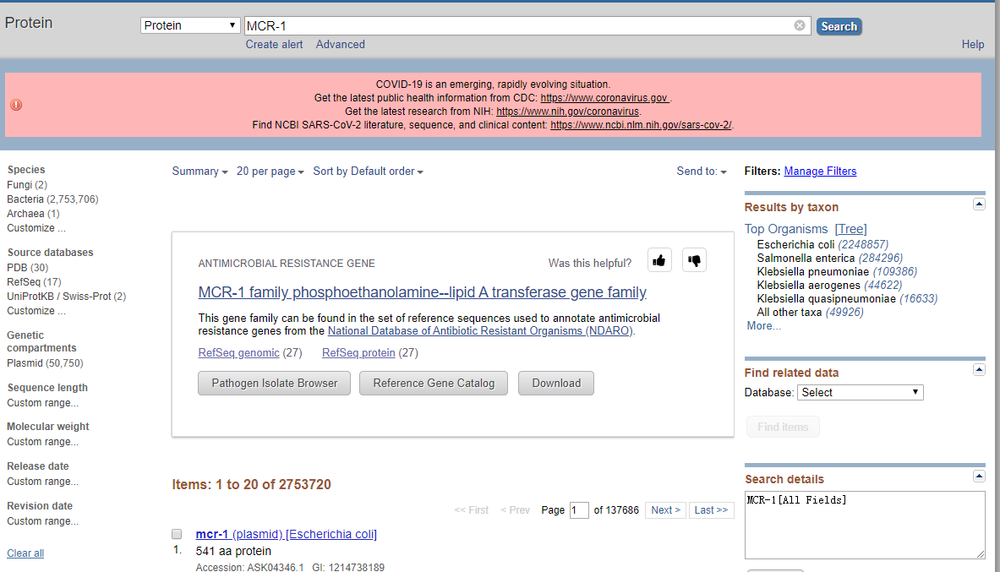 Protein
Protein
MCR-1
Search
Create alert Advanced
Help
COVID-19 is an emerging, rapidly evolving situation.
Get the latest public health information from CDC: https://www.coronavirus.gov .
Get the latest research from NIH: https://www.nih.gov/coronavirus.
Find NCBI SARS-CoV-2 literature, sequence, and clinical content: https://www.ncbi.nlm.nih.gov/sars-cov-2/.
Species
Fungi (2)
Bacteria (2,753,706)
Archaea (1)
Customize ...
Source databases
PDB (30)
RefSeq (17)
UniProtKB / Swiss-Prot (2)
Customize ...
Genetic
compartments
Plasmid (50,750)
Sequence length
Custom range...
Molecular weight
Custom range...
Release date
Custom range...
Revision date
Custom range...
Clear all
Summary 20 per page Sort by Default order
Send to:
ANTIMICROBIAL RESISTANCE GENE
Was this helpful?
MCR-1 family phosphoethanolamine--lipid A transferase gene family
This gene family can be found in the set of reference sequences used to annotate antimicrobial
resistance genes from the National Database of Antibiotic Resistant Organisms (NDARO).
RefSeq genomic (27) RefSeq protein (27)
Pathogen Isolate Browser Reference Gene Catalog Download
Items: 1 to 20 of 2753720
<< First < Prev Page 1 of 137686 Next > Last >>
mcr-1 (plasmid) [Escherichia coli]
1. 541 aa protein
Accession: ASK04346.1 GI: 1214738189
Filters: Manage Filters
Results by taxon
Top Organisms [Tree]
Escherichia coli (2248857)
Salmonella enterica (284296)
Klebsiella pneumoniae (109386)
Klebsiella aerogenes (44622)
Klebsiella quasipneumoniae (16633)
All other taxa (49926)
More...
Find related data
Database: Select
Find items
Search details
MCR-1[All Fields]